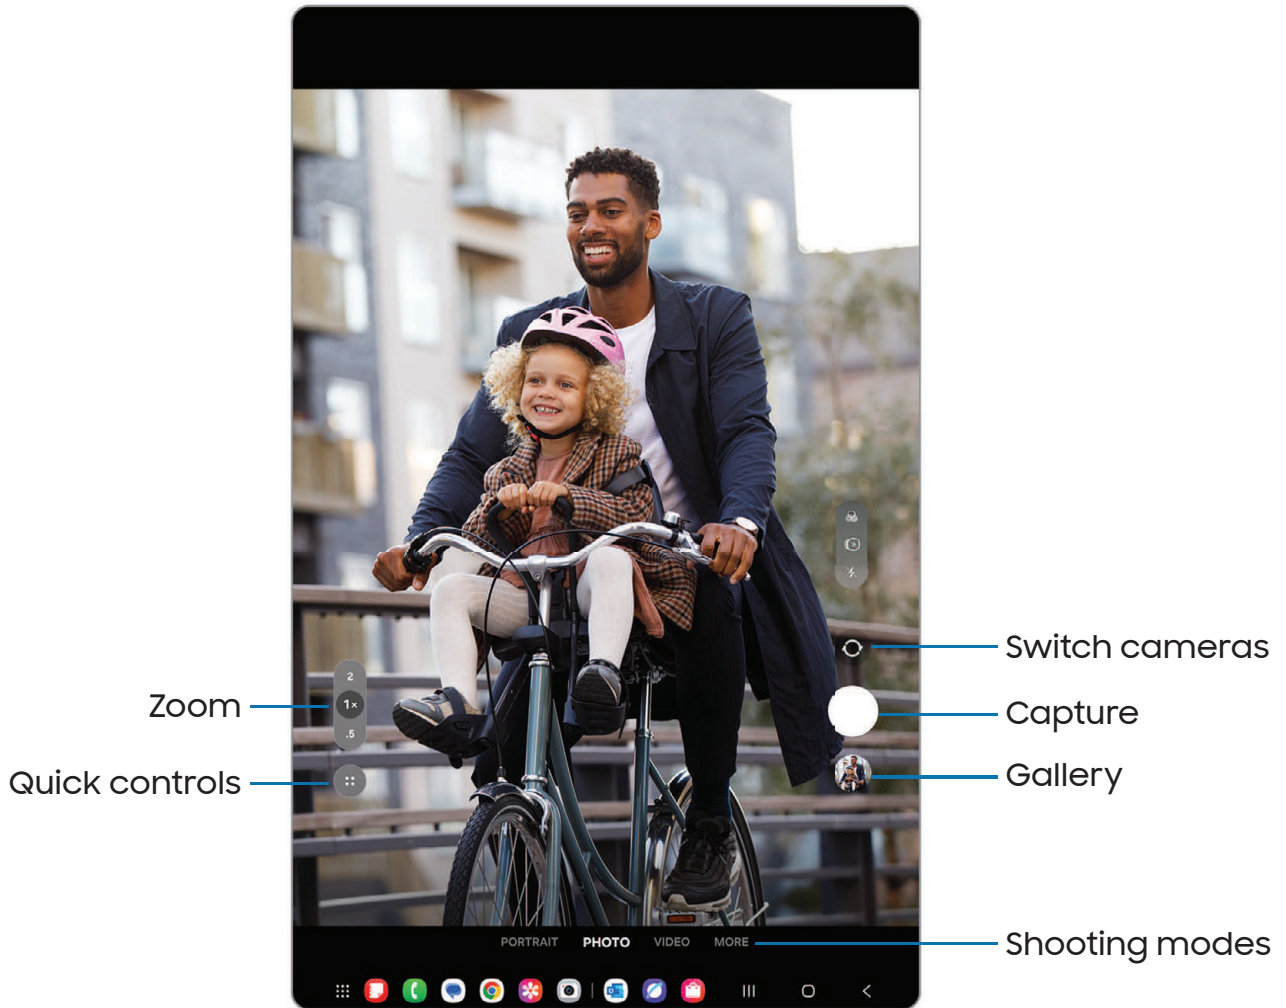 Switch cameras
2
Zoom
1×
Capture
.5
Quick controls
Gallery
PORTRAIT PHOTO VIDEO MORE
Shooting modes